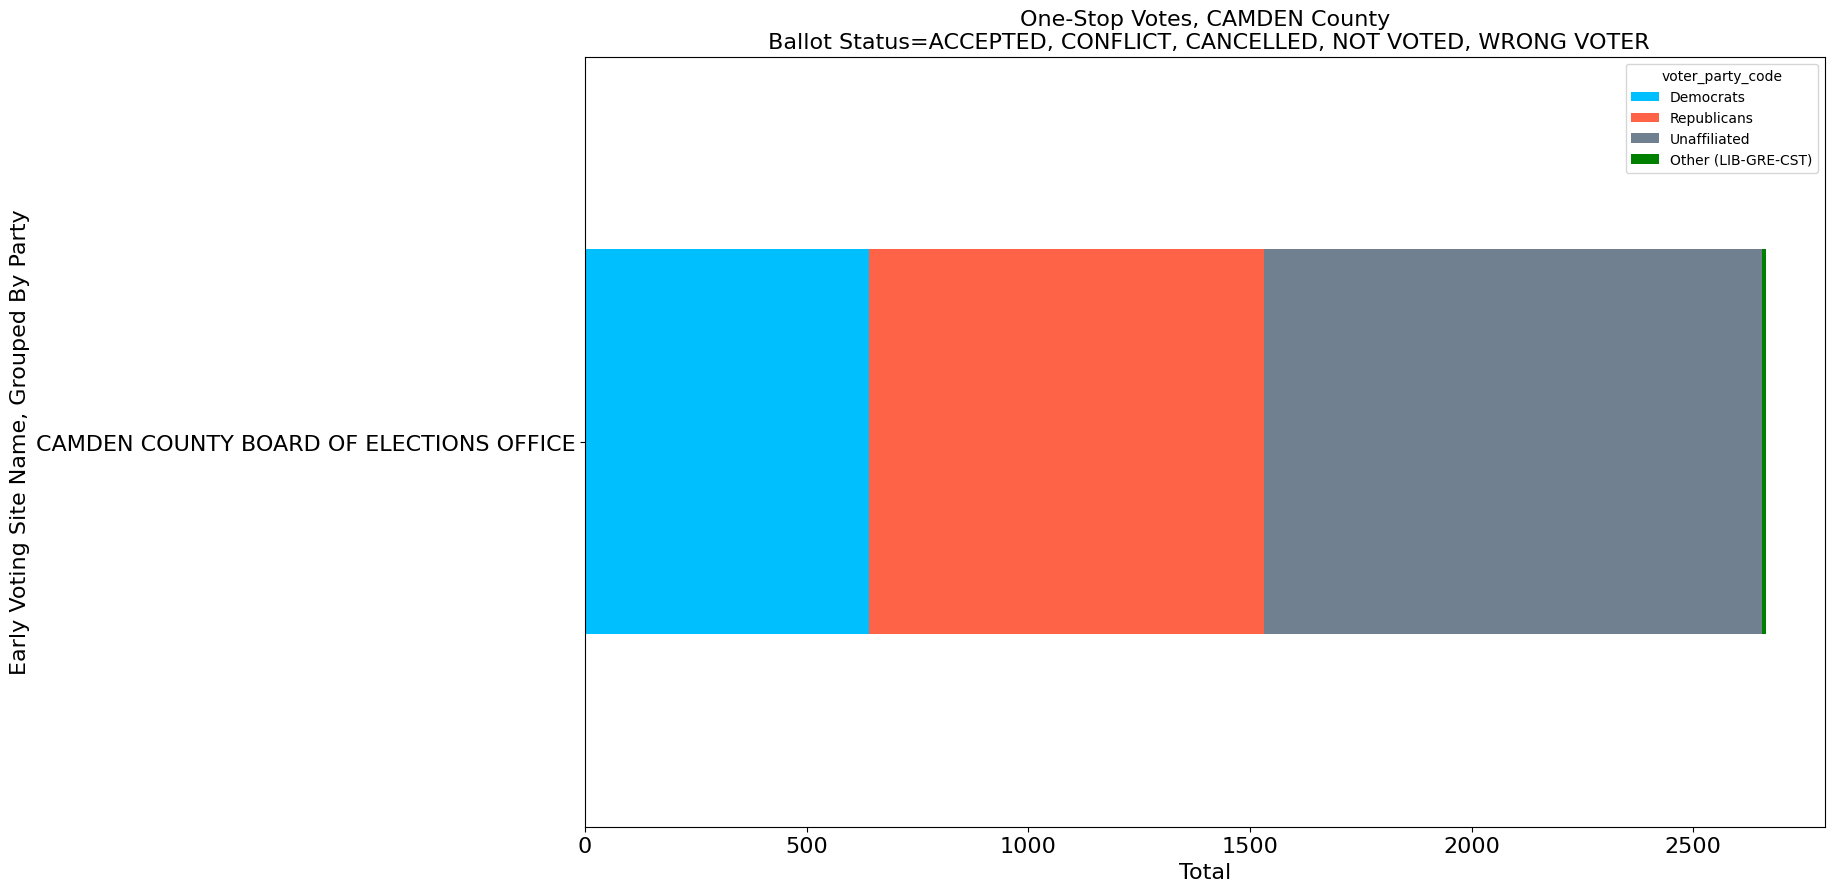 One-Stop Votes, CAMDEN County
Ballot Status=ACCEPTED, CONFLICT, CANCELLED, NOT VOTED, WRONG VOTER
voter_party_code
Democrats
Republicans
Unaffiliated
Other (LIB-GRE-CST)
Early Voting Site Name, Grouped By Party
CAMDEN COUNTY BOARD OF ELECTIONS OFFICE
0 500 1000 1500 2000 2500
Total